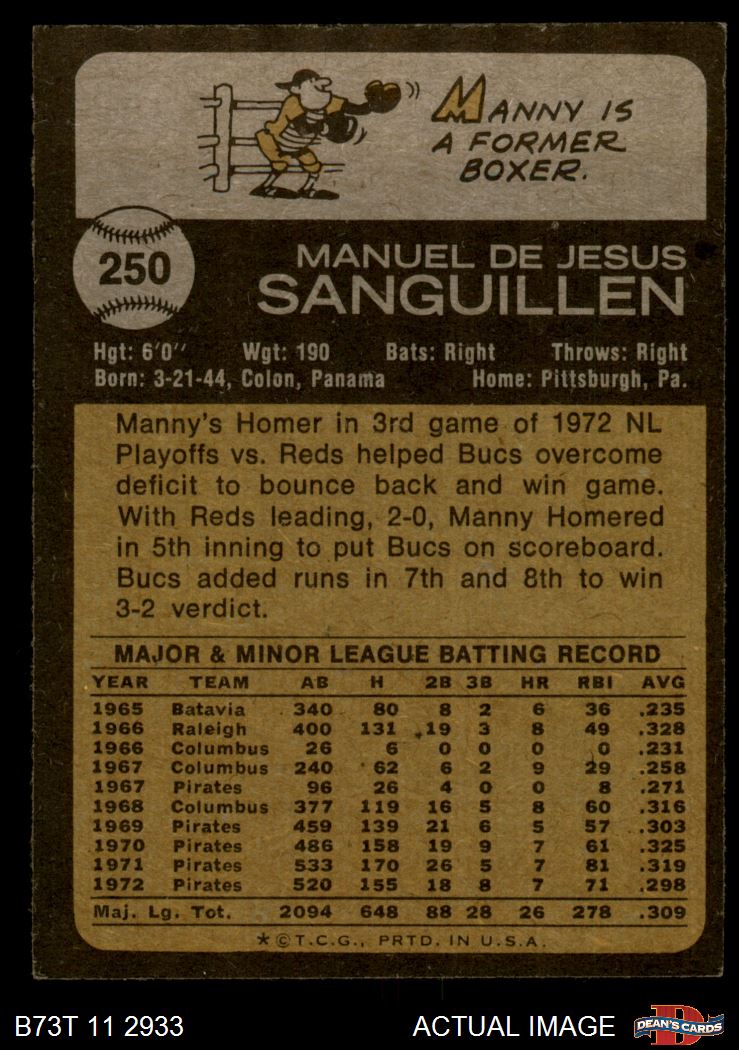 MANNY IS
A FORMER
BOXER.
250
MANUEL DE JESUS
SANGUILLEN
Hgt: 6'0" Wgt: 190 Bats: Right Throws: Right
Born: 3-21-44, Colon, Panama Home: Pittsburgh, Pa.
Manny's Homer in 3rd game of 1972 NL
Playoffs vs. Reds helped Bucs overcome
deficit to bounce back and win game.
With Reds leading, 2-0, Manny Homered
in 5th inning to put Bucs on scoreboard.
Bucs added runs in 7th and 8th to win
3-2 verdict.
MAJOR & MINOR LEAGUE BATTING RECORD
YEAR TEAM AB H 2B 3B HR RBI AVG
1965 Batavia 340 80 8 2 6 36 .235
1966 Raleigh 400 131 19 3 8 49 .328
1966 Columbus 26 6 0 0 0 0 .231
1967 Columbus 240 62 6 2 9 29 .258
1967 Pirates 96 26 4 0 0 8 .271
1968 Columbus 377 119 16 5 8 60 .316
1969 Pirates 459 139 21 6 5 57 .303
1970 Pirates 486 158 19 9 7 61 .325
1971 Pirates 533 170 26 5 7 81 .319
1972 Pirates 520 155 18 8 7 71 .298
Maj. Lg. Tot. 2094 648 88 28 26 278 .309
*©T.C.G., PRTD. IN U.S.A.
B73T 11 2933 ACTUAL IMAGE D DEAN'S CARDS